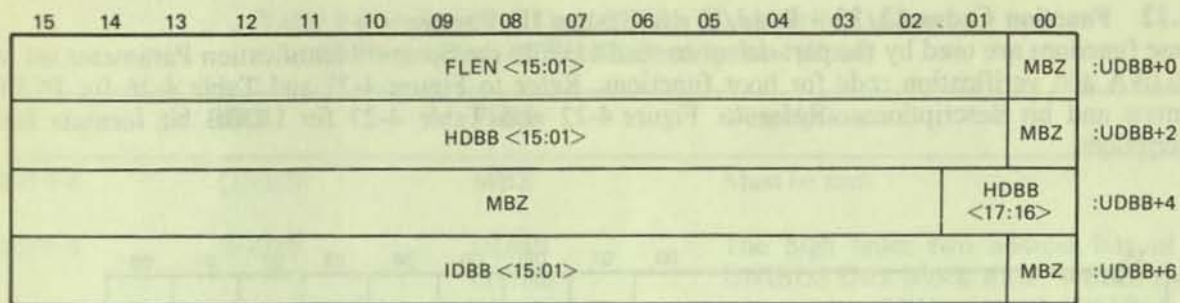 15 14 13 12 11 10 09 08 07 06 05 04 03 02 01 00
FLEN <15:01> MBZ :UDBB+0
HDBB <15:01> MBZ :UDBB+2
MBZ HDBB <17:16> :UDBB+4
IDBB <15:01> MBZ :UDBB+6